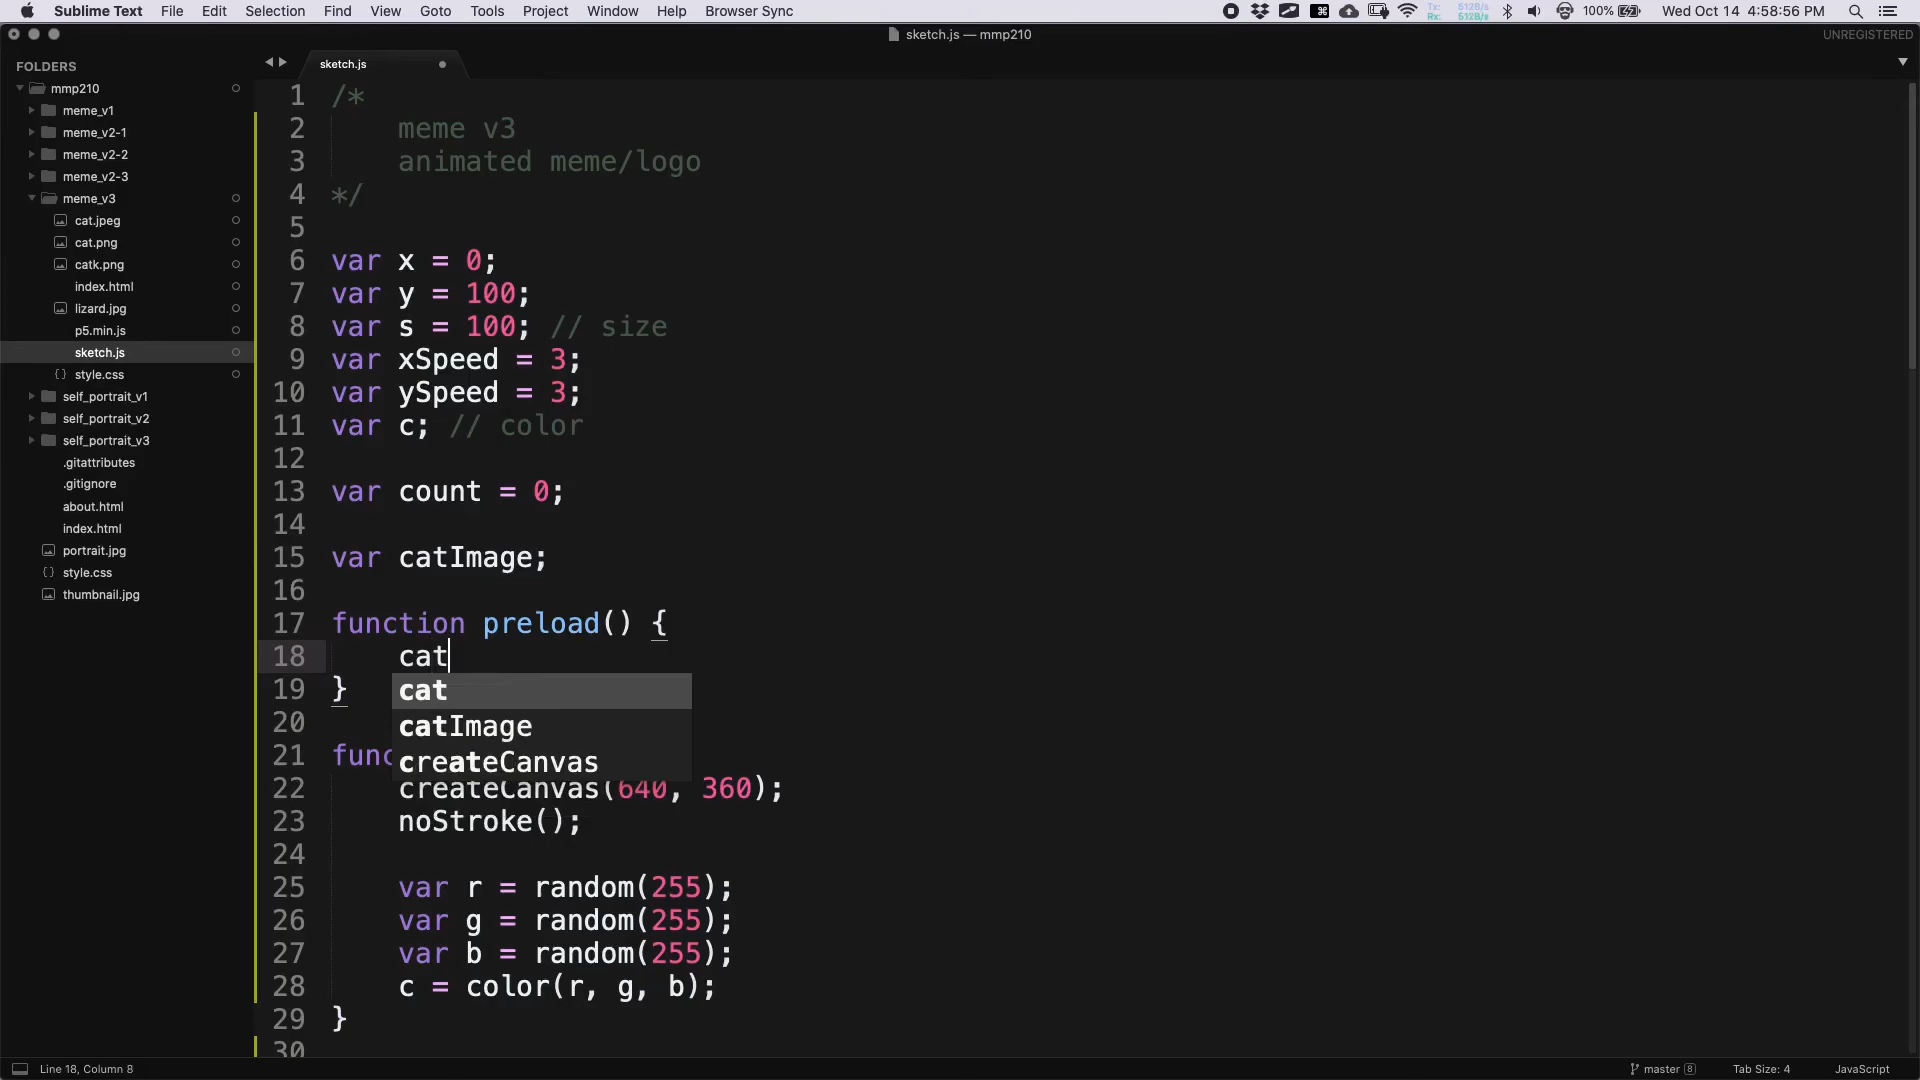 Sublime Text File Edit Selection Find View Goto Tools Project Window Help Browser Sync
Tx: 512B/s
Rx: 512B/s
100% Wed Oct 14 4:58:56 PM
sketch.js — mmp210
UNREGISTERED
FOLDERS
mmp210
meme_v1
meme_v2-1
meme_v2-2
meme_v2-3
meme_v3
cat.jpeg
cat.png
catk.png
index.html
lizard.jpg
p5.min.js
sketch.js
{} style.css
self_portrait_v1
self_portrait_v2
self_portrait_v3
.gitattributes
.gitignore
about.html
index.html
portrait.jpg
{} style.css
thumbnail.jpg
sketch.js
1 /*
2 meme v3
3 animated meme/logo
4 */
5
6 var x = 0;
7 var y = 100;
8 var s = 100; // size
9 var xSpeed = 3;
10 var ySpeed = 3;
11 var c; // color
12
13 var count = 0;
14
15 var catImage;
16
17 function preload() {
18 cat
19 }
cat
20
catImage
21 func
createCanvas
22 createCanvas(640, 360);
23 noStroke();
24
25 var r = random(255);
26 var g = random(255);
27 var b = random(255);
28 c = color(r, g, b);
29 }
30
Line 18, Column 8
master 8
Tab Size: 4
JavaScript